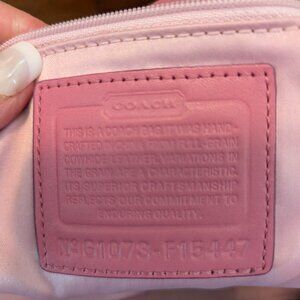 COACH
THIS IS A COACH BAG. IT WAS HAND-
CRAFTED IN CHINA FROM FULL-GRAIN
COWHIDE LEATHER. VARIATIONS IN
THE GRAIN ARE A CHARACTERISTIC.
ITS SUPERIOR CRAFTSMANSHIP
REFLECTS OUR COMMITMENT TO
ENDURING QUALITY.
Nº G1073-F15447